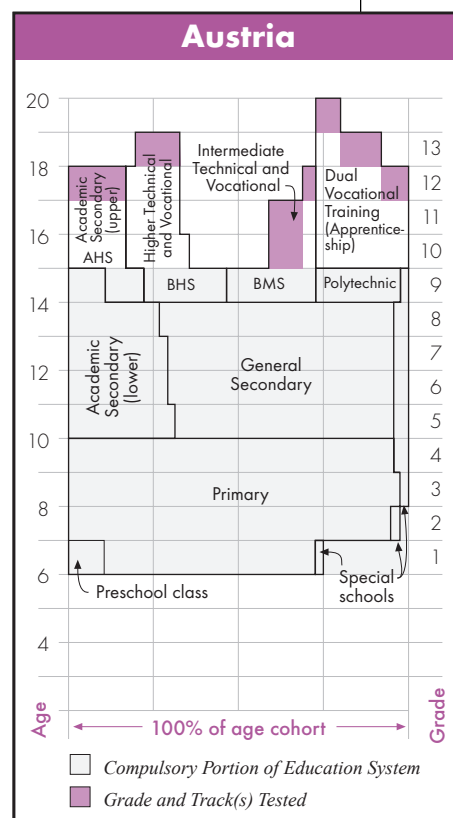 Austria
20
18
16
14
12
10
8
6
4
Age
13
12
11
10
9
8
7
6
5
4
3
2
1
Grade
Academic
Secondary
(upper)
AHS
Higher Technical
and Vocational
Intermediate
Technical and
Vocational
Dual
Vocational
Training
(Apprentice-
ship)
BHS
BMS
Polytechnic
Academic
Secondary
(lower)
General
Secondary
Primary
Preschool class
Special
schools
100% of age cohort
Compulsory Portion of Education System
Grade and Track(s) Tested